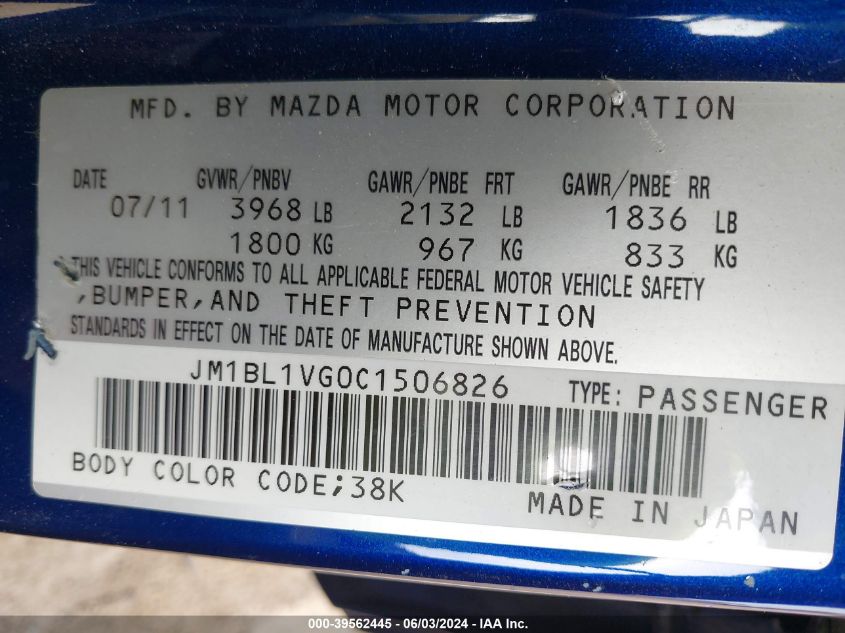 MFD. BY MAZDA MOTOR CORPORATION
DATE GVWR/PNBV GAWR/PNBE FRT GAWR/PNBE RR
07/11 3968 LB 2132 LB 1836 LB
1800 KG 967 KG 833 KG
THIS VEHICLE CONFORMS TO ALL APPLICABLE FEDERAL MOTOR VEHICLE SAFETY
,BUMPER,AND THEFT PREVENTION
STANDARDS IN EFFECT ON THE DATE OF MANUFACTURE SHOWN ABOVE.
JM1BL1VG0C1506826 TYPE: PASSENGER
BODY COLOR CODE;38K MADE IN JAPAN
000-39562445 - 06/03/2024 - IAAI Inc.